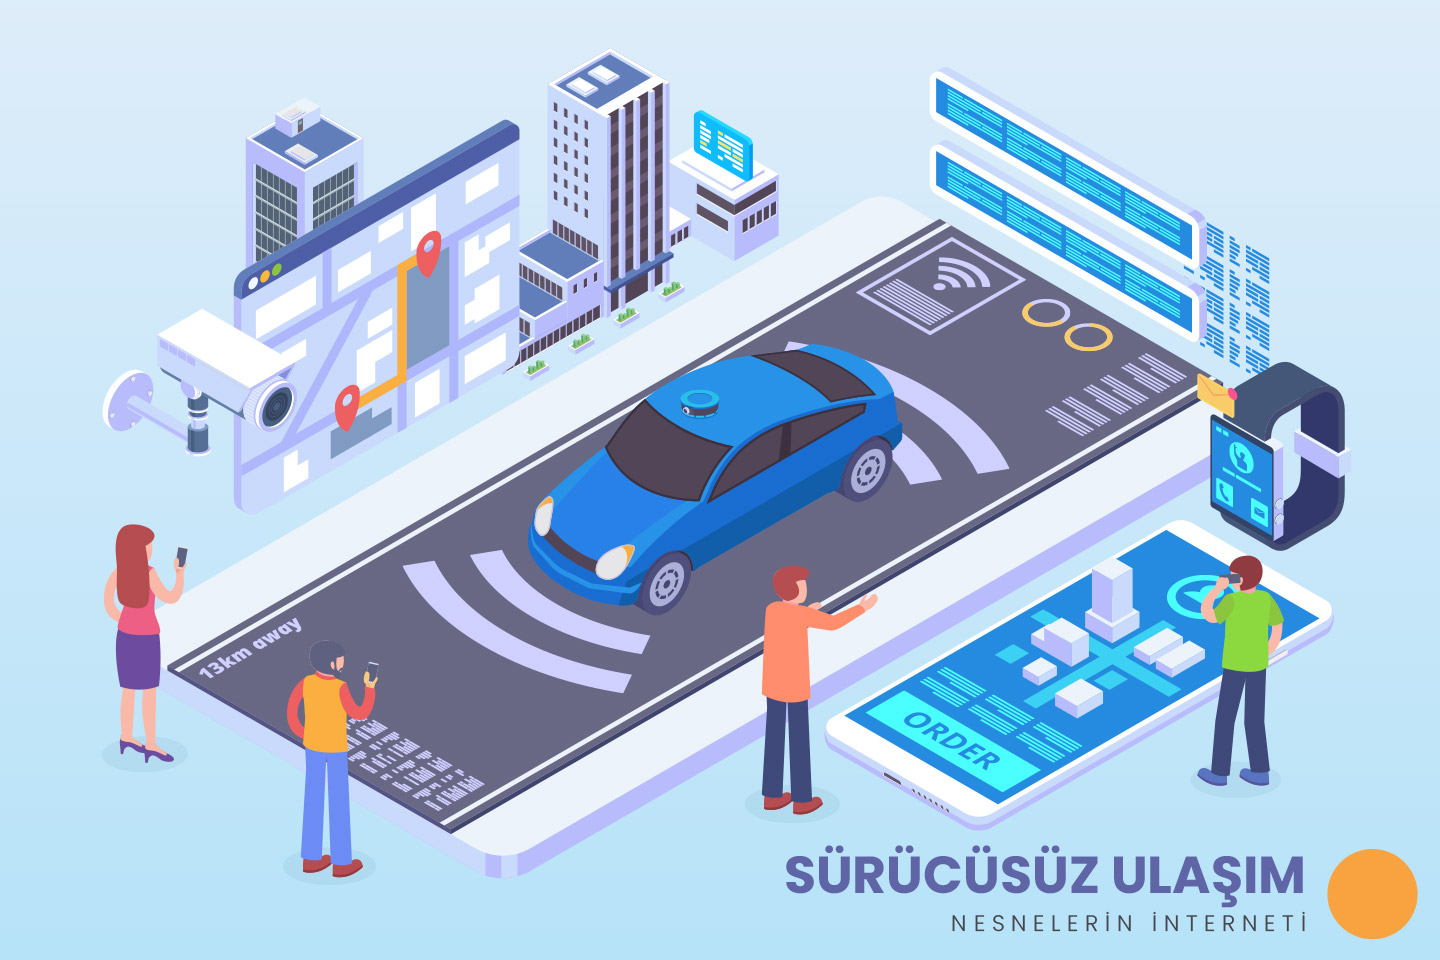 13km away
ORDER
SÜRÜCÜSÜZ ULAŞIM
NESNELERİN İNTERNETİ